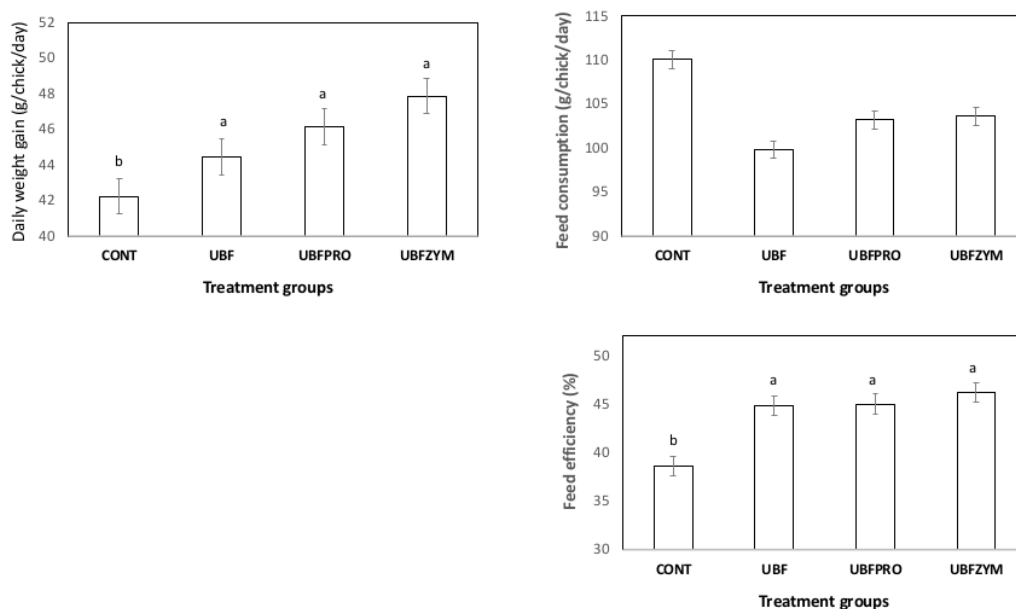 Daily weight gain (g/chick/day)
52
50
48
46
44
42
40
b
a
a
a
CONT
UBF
UBFPRO
UBFZYM
Treatment groups
Feed consumption (g/chick/day)
115
110
105
100
95
90
CONT
UBF
UBFPRO
UBFZYM
Treatment groups
Feed efficiency (%)
50
45
40
35
30
b
a
a
a
CONT
UBF
UBFPRO
UBFZYM
Treatment groups